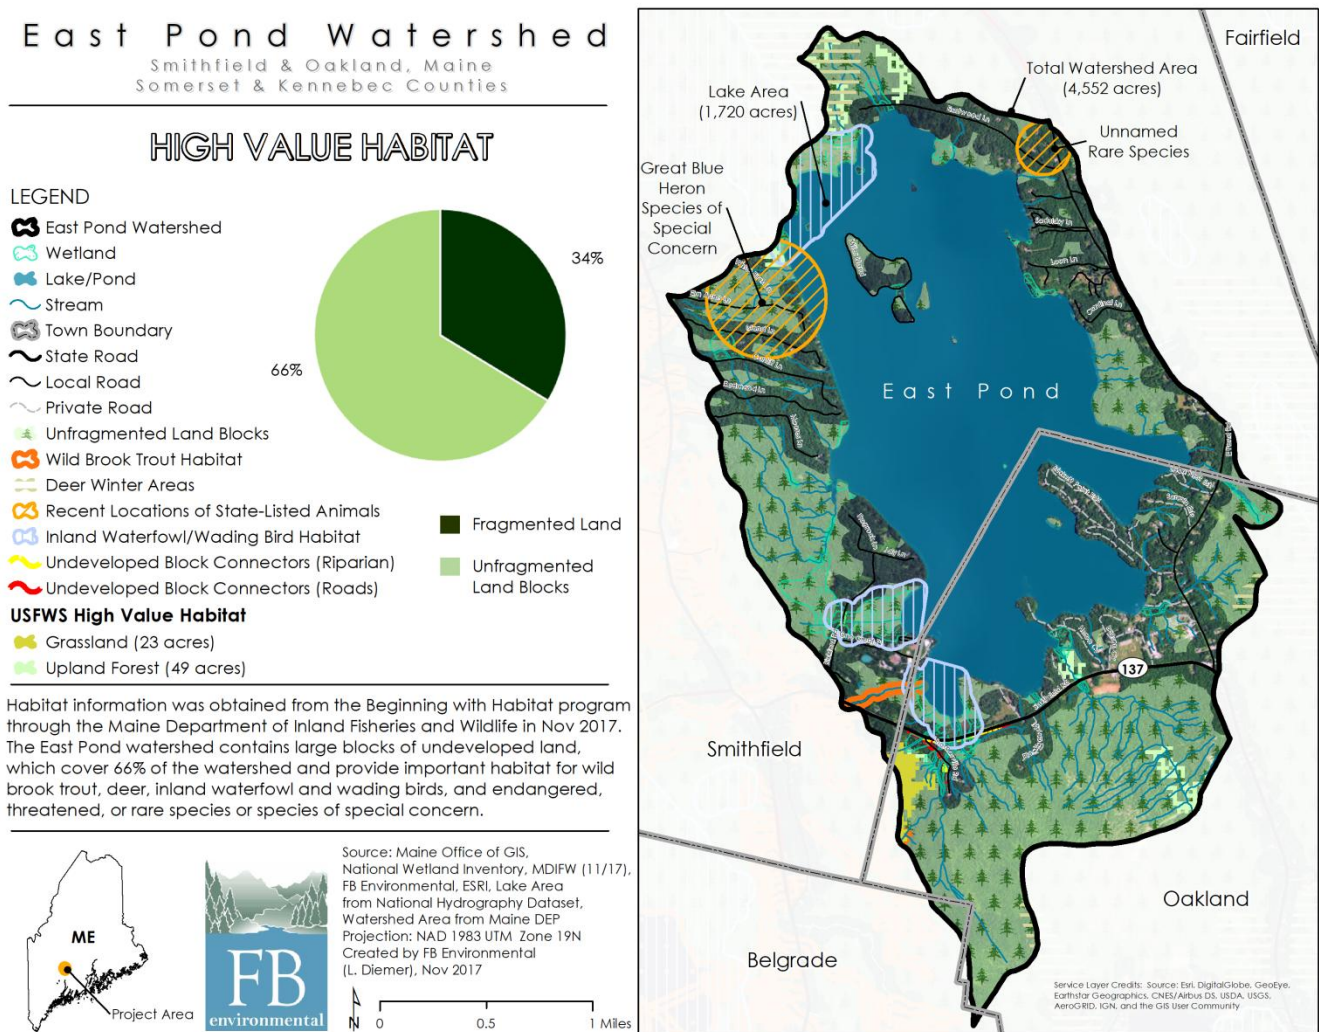 East Pond Watershed
Smithfield & Oakland, Maine
Somerset & Kennebec Counties
HIGH VALUE HABITAT
LEGEND
East Pond Watershed
Wetland
Lake/Pond
Stream
Town Boundary
State Road
Local Road
Private Road
Unfragmented Land Blocks
Wild Brook Trout Habitat
Deer Winter Areas
Recent Locations of State-Listed Animals
Inland Waterfowl/Wading Bird Habitat
Undeveloped Block Connectors (Riparian)
Undeveloped Block Connectors (Roads)
USFWS High Value Habitat
Grassland (23 acres)
Upland Forest (49 acres)
34%
66%
Fragmented Land
Unfragmented
Land Blocks
Habitat information was obtained from the Beginning with Habitat program
through the Maine Department of Inland Fisheries and Wildlife in Nov 2017.
The East Pond watershed contains large blocks of undeveloped land,
which cover 66% of the watershed and provide important habitat for wild
brook trout, deer, inland waterfowl and wading birds, and endangered,
threatened, or rare species or species of special concern.
ME
Project Area
FB
environmental
Source: Maine Office of GIS,
National Wetland Inventory, MDIFW (11/17),
FB Environmental, ESRI, Lake Area
from National Hydrography Dataset,
Watershed Area from Maine DEP
Projection: NAD 1983 UTM Zone 19N
Created by FB Environmental
(L. Diemer), Nov 2017
N
0
0.5
1 Miles
Fairfield
Total Watershed Area
(4,552 acres)
Lake Area
(1,720 acres)
Unnamed
Rare Species
Great Blue
Heron
Species of
Special
Concern
Loon Ln
Cardinal Ln
East Pond
137
Smithfield
Oakland
Belgrade
Service Layer Credits: Source: Esri, DigitalGlobe, GeoEye,
Earthstar Geographics, CNES/Airbus DS, USDA, USGS,
AeroGRID, IGN, and the GIS User Community